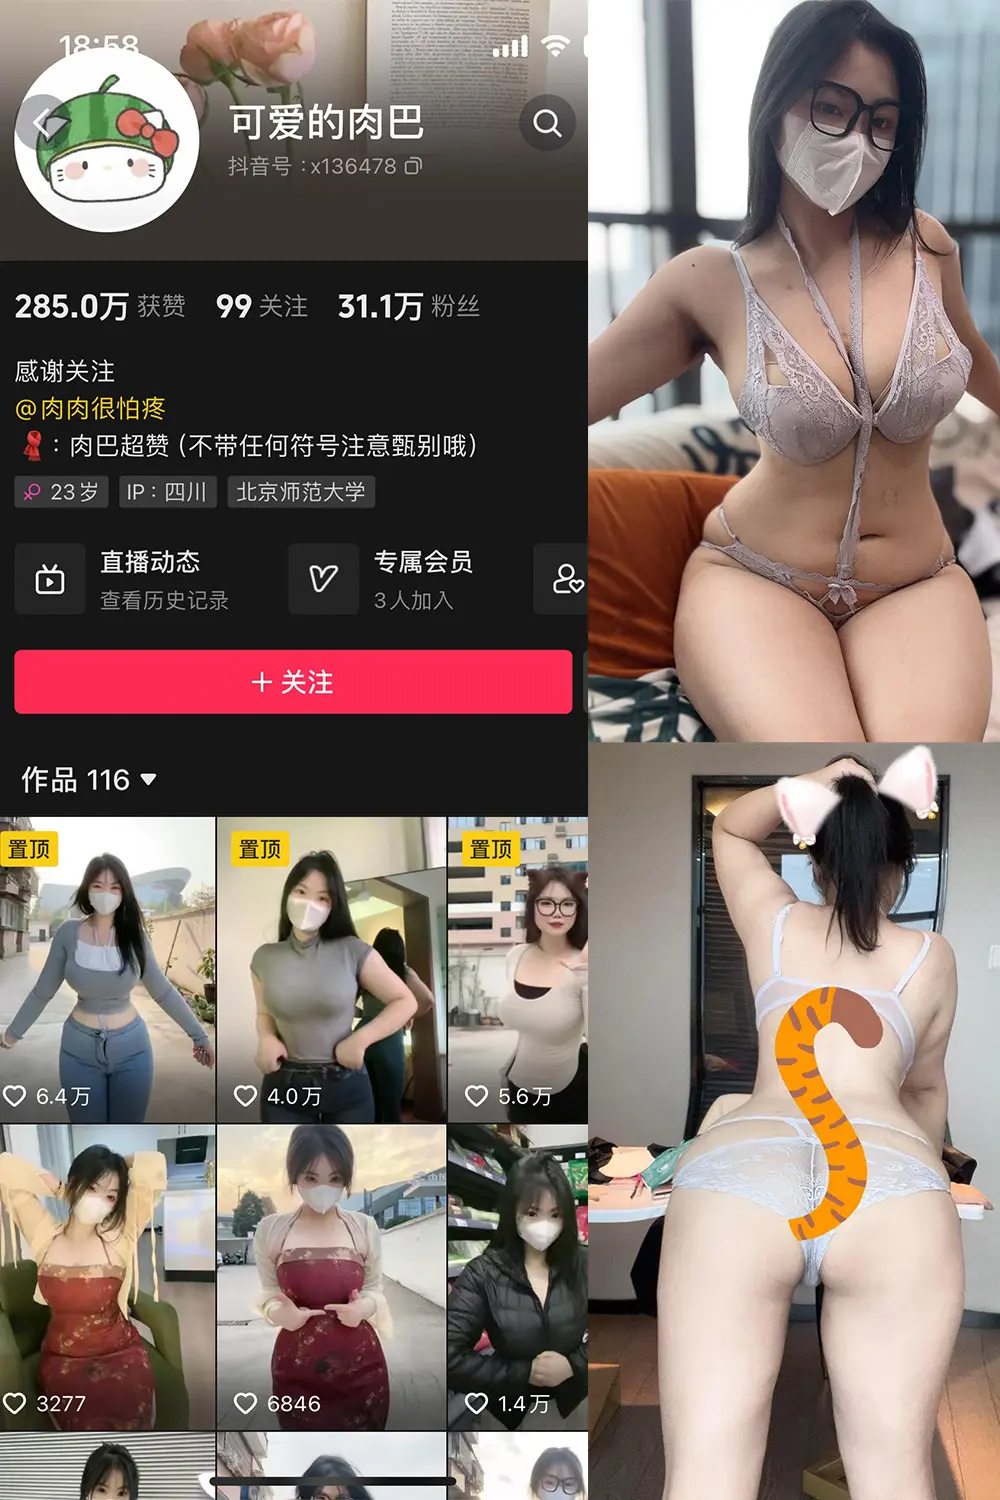 18:58
可爱的肉巴
抖音号：x136478
285.0万 获赞 99 关注 31.1万 粉丝
感谢关注
@肉肉很怕疼
：肉巴超赞（不带任何符号注意甄别哦）
23岁 IP：四川 北京师范大学
直播动态 专属会员
查看历史记录 3人加入
+ 关注
作品 116
置顶 置顶 置顶
6.4万 4.0万 5.6万
3277 6846 1.4万